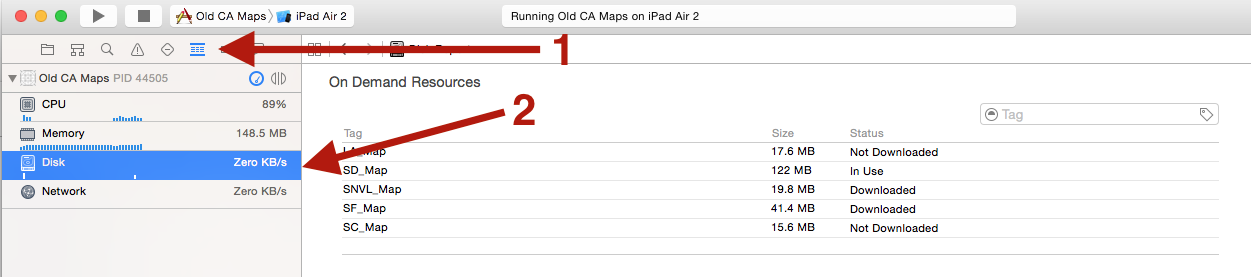 Old CA Maps iPad Air 2
Running Old CA Maps on iPad Air 2
1
Old CA Maps PID 44505
CPU 89%
Memory 148.5 MB
Disk Zero KB/s
Network Zero KB/s
On Demand Resources
2
Tag
Tag Size Status
17.6 MB Not Downloaded
SD_Map 122 MB In Use
SNVL_Map 19.8 MB Downloaded
SF_Map 41.4 MB Downloaded
SC_Map 15.6 MB Not Downloaded